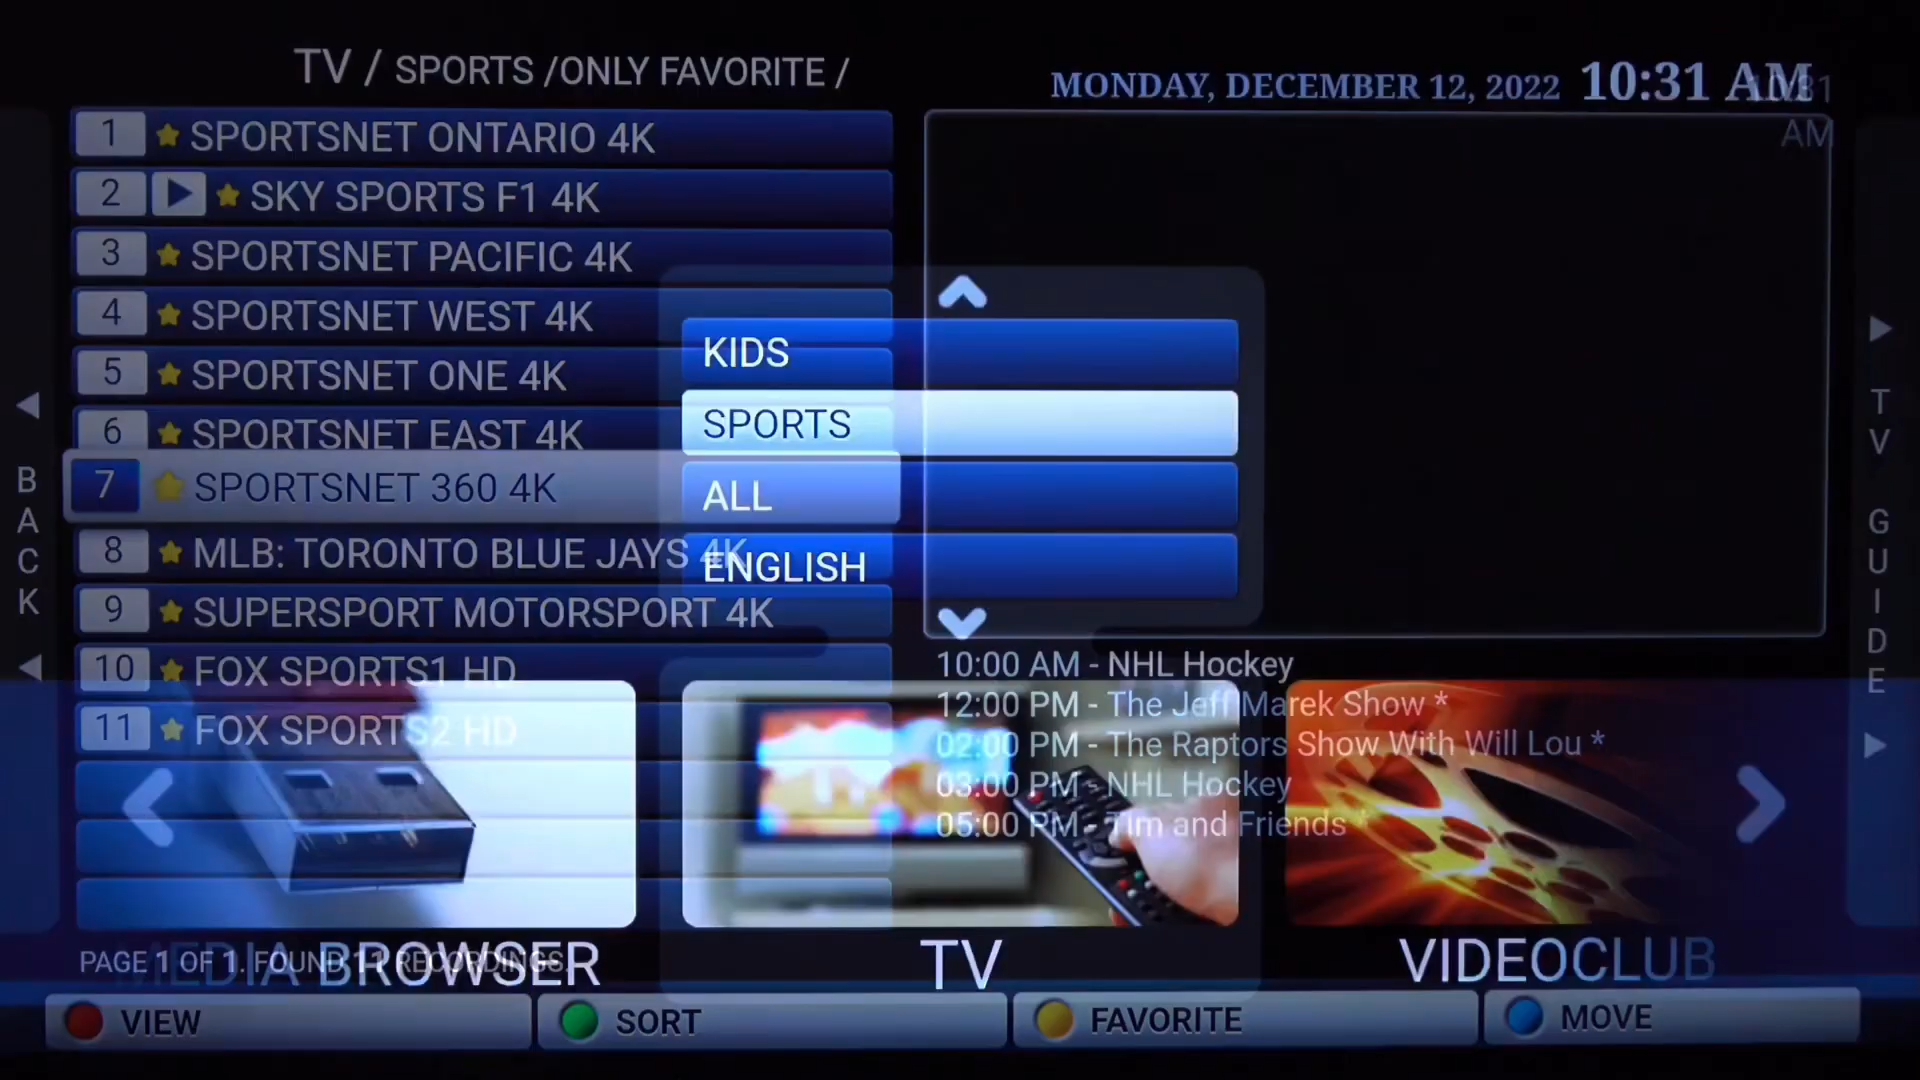 TV / SPORTS /ONLY FAVORITE /
MONDAY, DECEMBER 12, 2022 10:31 AM
10:31
AM
1 SPORTSNET ONTARIO 4K
2 SKY SPORTS F1 4K
3 SPORTSNET PACIFIC 4K
4 SPORTSNET WEST 4K
5 SPORTSNET ONE 4K
6 SPORTSNET EAST 4K
7 SPORTSNET 360 4K
8 MLB: TORONTO BLUE JAYS 4K
9 SUPERSPORT MOTORSPORT 4K
10 FOX SPORTS1 HD
11 FOX SPORTS2 HD
KIDS
SPORTS
ALL
ENGLISH
10:00 AM - NHL Hockey
12:00 PM - The Jeff Marek Show *
02:00 PM - The Raptors Show With Will Lou *
03:00 PM - NHL Hockey
05:00 PM - Tim and Friends *
BACK
TV GUIDE
PAGE 1 OF 1. FOUND 11 RECORDINGS.
MEDIA BROWSER
TV
VIDEOCLUB
VIEW
SORT
FAVORITE
MOVE